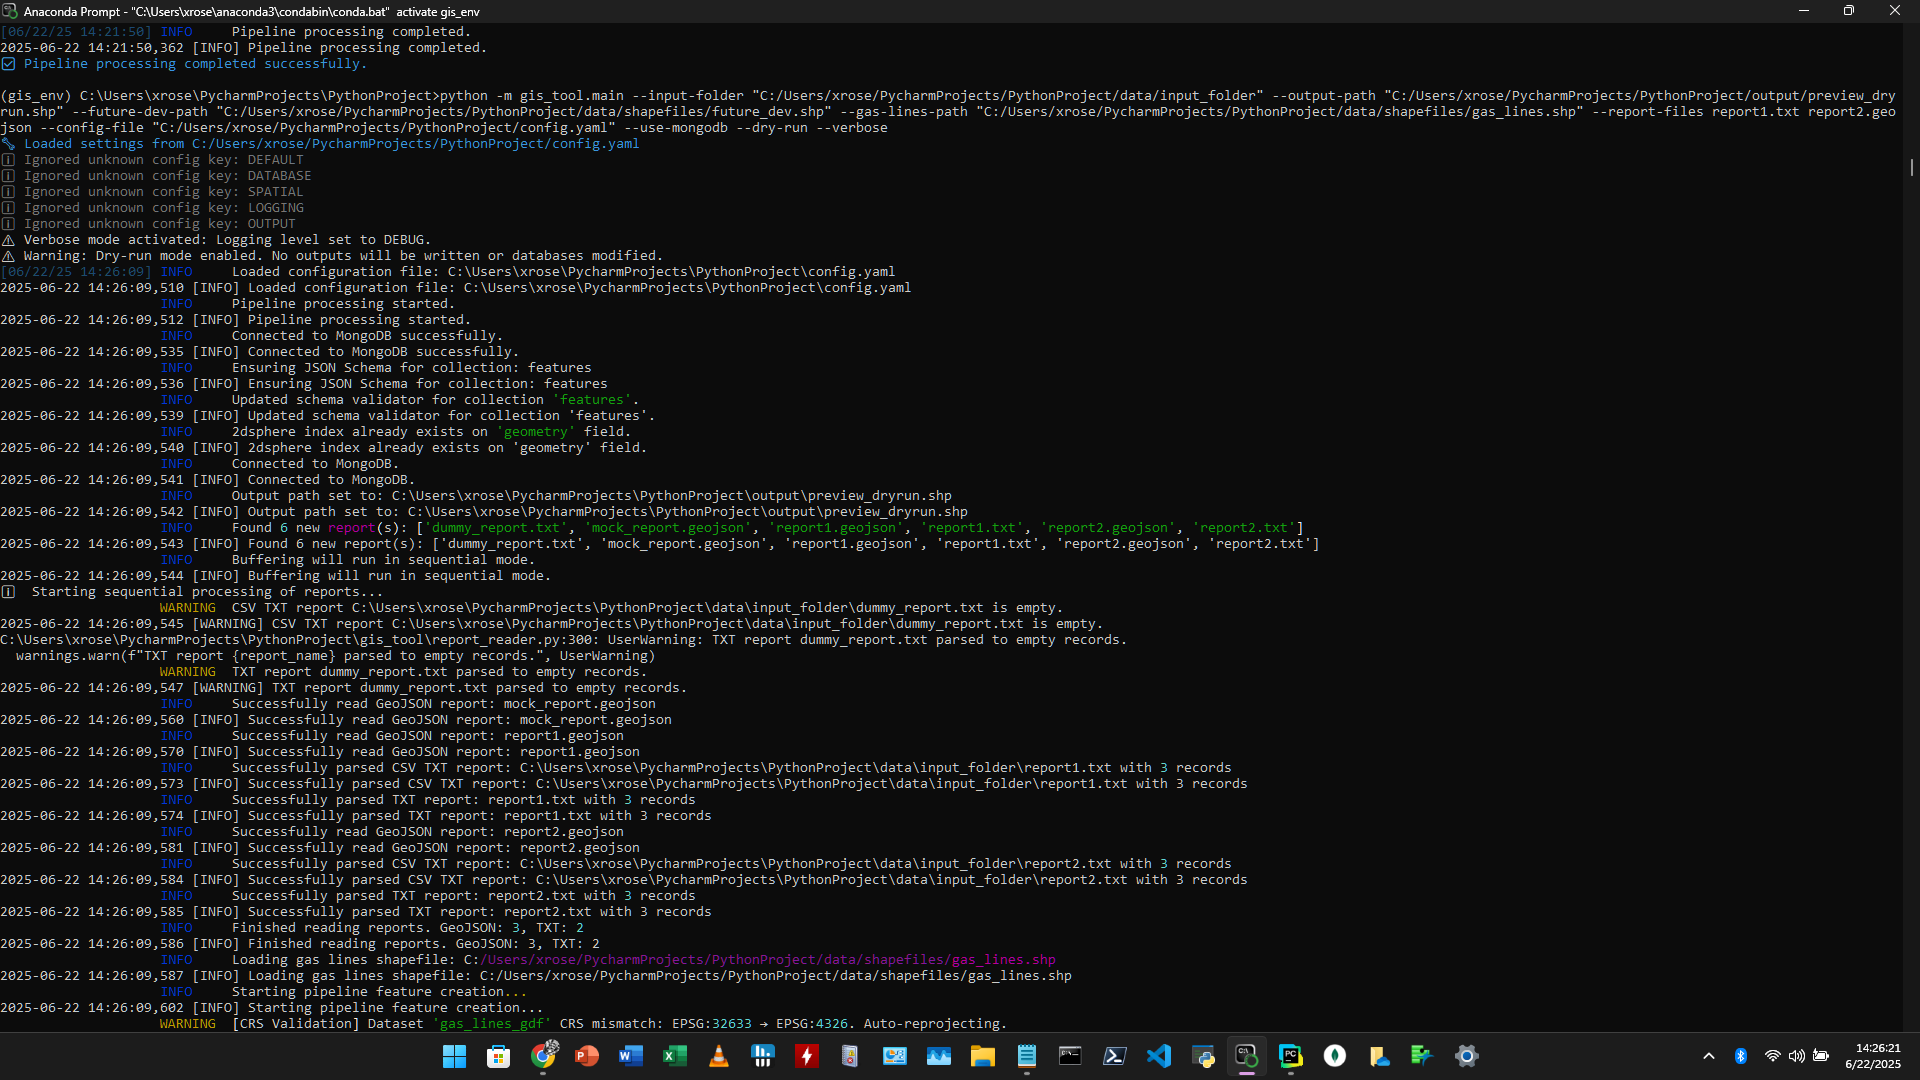 Anaconda Prompt - "C:\Users\xrose\anaconda3\condabin\conda.bat"  activate gis_env
[06/22/25 14:21:50] INFO     Pipeline processing completed.
2025-06-22 14:21:50,362 [INFO] Pipeline processing completed.
Pipeline processing completed successfully.
(gis_env) C:\Users\xrose\PycharmProjects\PythonProject>python -m gis_tool.main --input-folder "C:/Users/xrose/PycharmProjects/PythonProject/data/input_folder" --output-path "C:/Users/xrose/PycharmProjects/PythonProject/output/preview_dry
run.shp" --future-dev-path "C:/Users/xrose/PycharmProjects/PythonProject/data/shapefiles/future_dev.shp" --gas-lines-path "C:/Users/xrose/PycharmProjects/PythonProject/data/shapefiles/gas_lines.shp" --report-files report1.txt report2.geo
json --config-file "C:/Users/xrose/PycharmProjects/PythonProject/config.yaml" --use-mongodb --dry-run --verbose
Loaded settings from C:/Users/xrose/PycharmProjects/PythonProject/config.yaml
Ignored unknown config key: DEFAULT
Ignored unknown config key: DATABASE
Ignored unknown config key: SPATIAL
Ignored unknown config key: LOGGING
Ignored unknown config key: OUTPUT
Verbose mode activated: Logging level set to DEBUG.
Warning: Dry-run mode enabled. No outputs will be written or databases modified.
[06/22/25 14:26:09] INFO     Loaded configuration file: C:\Users\xrose\PycharmProjects\PythonProject\config.yaml
2025-06-22 14:26:09,510 [INFO] Loaded configuration file: C:\Users\xrose\PycharmProjects\PythonProject\config.yaml
INFO     Pipeline processing started.
2025-06-22 14:26:09,512 [INFO] Pipeline processing started.
INFO     Connected to MongoDB successfully.
2025-06-22 14:26:09,535 [INFO] Connected to MongoDB successfully.
INFO     Ensuring JSON Schema for collection: features
2025-06-22 14:26:09,536 [INFO] Ensuring JSON Schema for collection: features
INFO     Updated schema validator for collection 'features'.
2025-06-22 14:26:09,539 [INFO] Updated schema validator for collection 'features'.
INFO     2dsphere index already exists on 'geometry' field.
2025-06-22 14:26:09,540 [INFO] 2dsphere index already exists on 'geometry' field.
INFO     Connected to MongoDB.
2025-06-22 14:26:09,541 [INFO] Connected to MongoDB.
INFO     Output path set to: C:\Users\xrose\PycharmProjects\PythonProject\output\preview_dryrun.shp
2025-06-22 14:26:09,542 [INFO] Output path set to: C:\Users\xrose\PycharmProjects\PythonProject\output\preview_dryrun.shp
INFO     Found 6 new report(s): ['dummy_report.txt', 'mock_report.geojson', 'report1.geojson', 'report1.txt', 'report2.geojson', 'report2.txt']
2025-06-22 14:26:09,543 [INFO] Found 6 new report(s): ['dummy_report.txt', 'mock_report.geojson', 'report1.geojson', 'report1.txt', 'report2.geojson', 'report2.txt']
INFO     Buffering will run in sequential mode.
2025-06-22 14:26:09,544 [INFO] Buffering will run in sequential mode.
Starting sequential processing of reports...
WARNING  CSV TXT report C:\Users\xrose\PycharmProjects\PythonProject\data\input_folder\dummy_report.txt is empty.
2025-06-22 14:26:09,545 [WARNING] CSV TXT report C:\Users\xrose\PycharmProjects\PythonProject\data\input_folder\dummy_report.txt is empty.
C:\Users\xrose\PycharmProjects\PythonProject\gis_tool\report_reader.py:300: UserWarning: TXT report dummy_report.txt parsed to empty records.
warnings.warn(f"TXT report {report_name} parsed to empty records.", UserWarning)
WARNING  TXT report dummy_report.txt parsed to empty records.
2025-06-22 14:26:09,547 [WARNING] TXT report dummy_report.txt parsed to empty records.
INFO     Successfully read GeoJSON report: mock_report.geojson
2025-06-22 14:26:09,560 [INFO] Successfully read GeoJSON report: mock_report.geojson
INFO     Successfully read GeoJSON report: report1.geojson
2025-06-22 14:26:09,570 [INFO] Successfully read GeoJSON report: report1.geojson
INFO     Successfully parsed CSV TXT report: C:\Users\xrose\PycharmProjects\PythonProject\data\input_folder\report1.txt with 3 records
2025-06-22 14:26:09,573 [INFO] Successfully parsed CSV TXT report: C:\Users\xrose\PycharmProjects\PythonProject\data\input_folder\report1.txt with 3 records
INFO     Successfully parsed TXT report: report1.txt with 3 records
2025-06-22 14:26:09,574 [INFO] Successfully parsed TXT report: report1.txt with 3 records
INFO     Successfully read GeoJSON report: report2.geojson
2025-06-22 14:26:09,581 [INFO] Successfully read GeoJSON report: report2.geojson
INFO     Successfully parsed CSV TXT report: C:\Users\xrose\PycharmProjects\PythonProject\data\input_folder\report2.txt with 3 records
2025-06-22 14:26:09,584 [INFO] Successfully parsed CSV TXT report: C:\Users\xrose\PycharmProjects\PythonProject\data\input_folder\report2.txt with 3 records
INFO     Successfully parsed TXT report: report2.txt with 3 records
2025-06-22 14:26:09,585 [INFO] Successfully parsed TXT report: report2.txt with 3 records
INFO     Finished reading reports. GeoJSON: 3, TXT: 2
2025-06-22 14:26:09,586 [INFO] Finished reading reports. GeoJSON: 3, TXT: 2
INFO     Loading gas lines shapefile: C:/Users/xrose/PycharmProjects/PythonProject/data/shapefiles/gas_lines.shp
2025-06-22 14:26:09,587 [INFO] Loading gas lines shapefile: C:/Users/xrose/PycharmProjects/PythonProject/data/shapefiles/gas_lines.shp
INFO     Starting pipeline feature creation...
2025-06-22 14:26:09,602 [INFO] Starting pipeline feature creation...
WARNING  [CRS Validation] Dataset 'gas_lines_gdf' CRS mismatch: EPSG:32633 → EPSG:4326. Auto-reprojecting.
14:26:21
6/22/2025